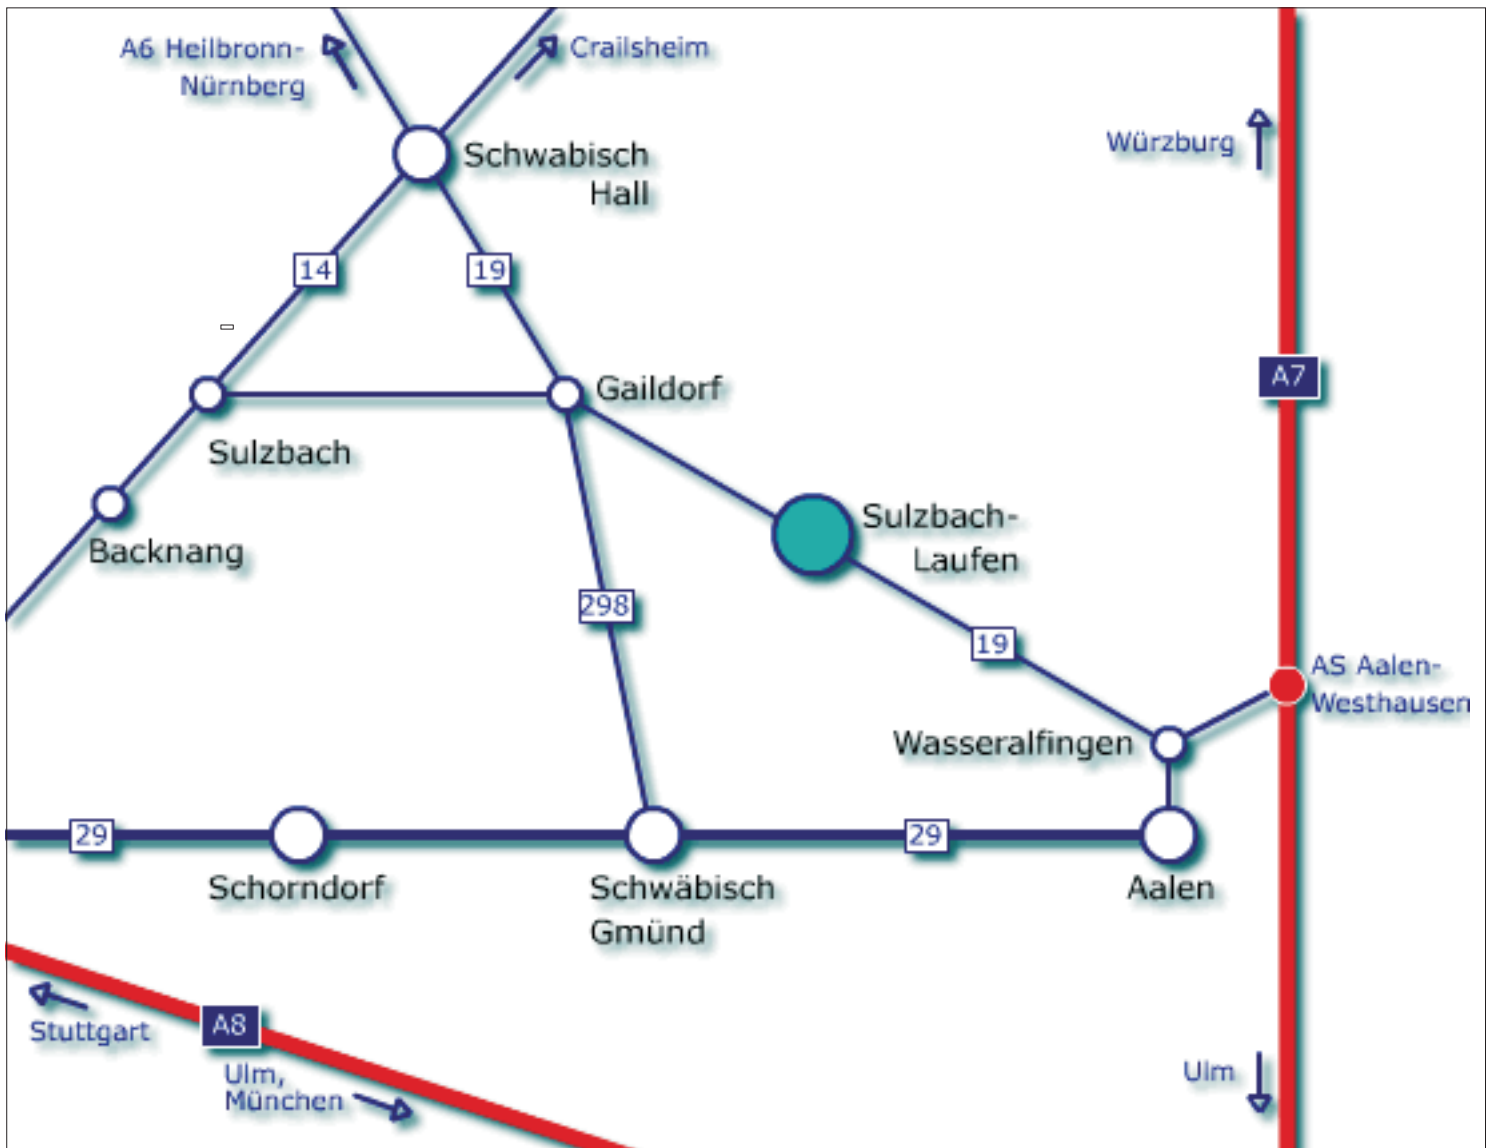 A6 Heilbronn-
Nürnberg
Crailsheim
Schwabisch
Hall
Würzburg
14
19
A7
Gaildorf
Sulzbach
Sulzbach-
Laufen
Backnang
298
19
AS Aalen-
Westhausen
Wasseralfingen
29
29
Schorndorf
Schwäbisch
Gmünd
Aalen
Stuttgart
A8
Ulm,
München
Ulm